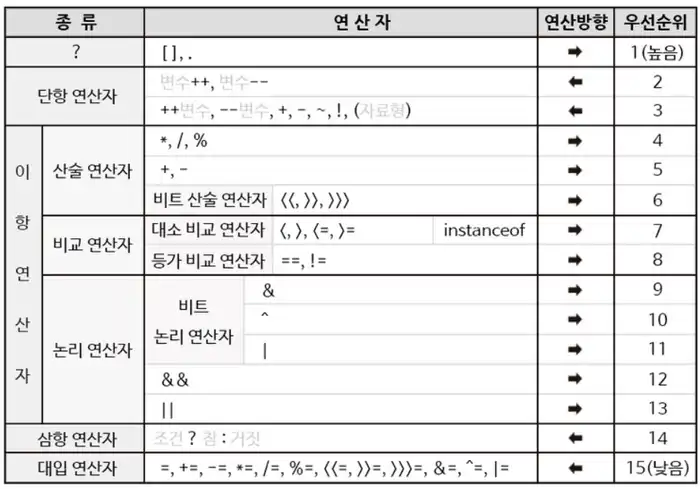 종 류 연 산 자 연산방향 우선순위
? [ ], . ➡ 1(높음)
단항 연산자 변수++, 변수-- ⬅ 2
++변수, --변수, +, -, ~, !, (자료형) ⬅ 3
이 항 연 산 자
산술 연산자 *, /, % ➡ 4
+, - ➡ 5
비트 산술 연산자 ⟨⟨, ⟩⟩, ⟩⟩⟩ ➡ 6
비교 연산자 대소 비교 연산자 ⟨, ⟩, ⟨=, ⟩= instanceof ➡ 7
등가 비교 연산자 ==, != ➡ 8
논리 연산자 비트 논리 연산자 & ➡ 9
^ ➡ 10
| ➡ 11
&& ➡ 12
|| ➡ 13
삼항 연산자 조건 ? 참 : 거짓 ⬅ 14
대입 연산자 =, +=, -=, *=, /=, %=, ⟨⟨=, ⟩⟩=, ⟩⟩⟩=, &=, ^=, |= ⬅ 15(낮음)